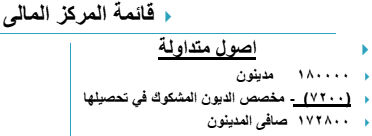 قائمة المركز المالى
اصول متداولة
١٨٠٠٠٠ مدينون
(٧٢٠٠) - مخصص الديون المشكوك في تحصيلها
١٧٢٨٠٠ صافى المدينون